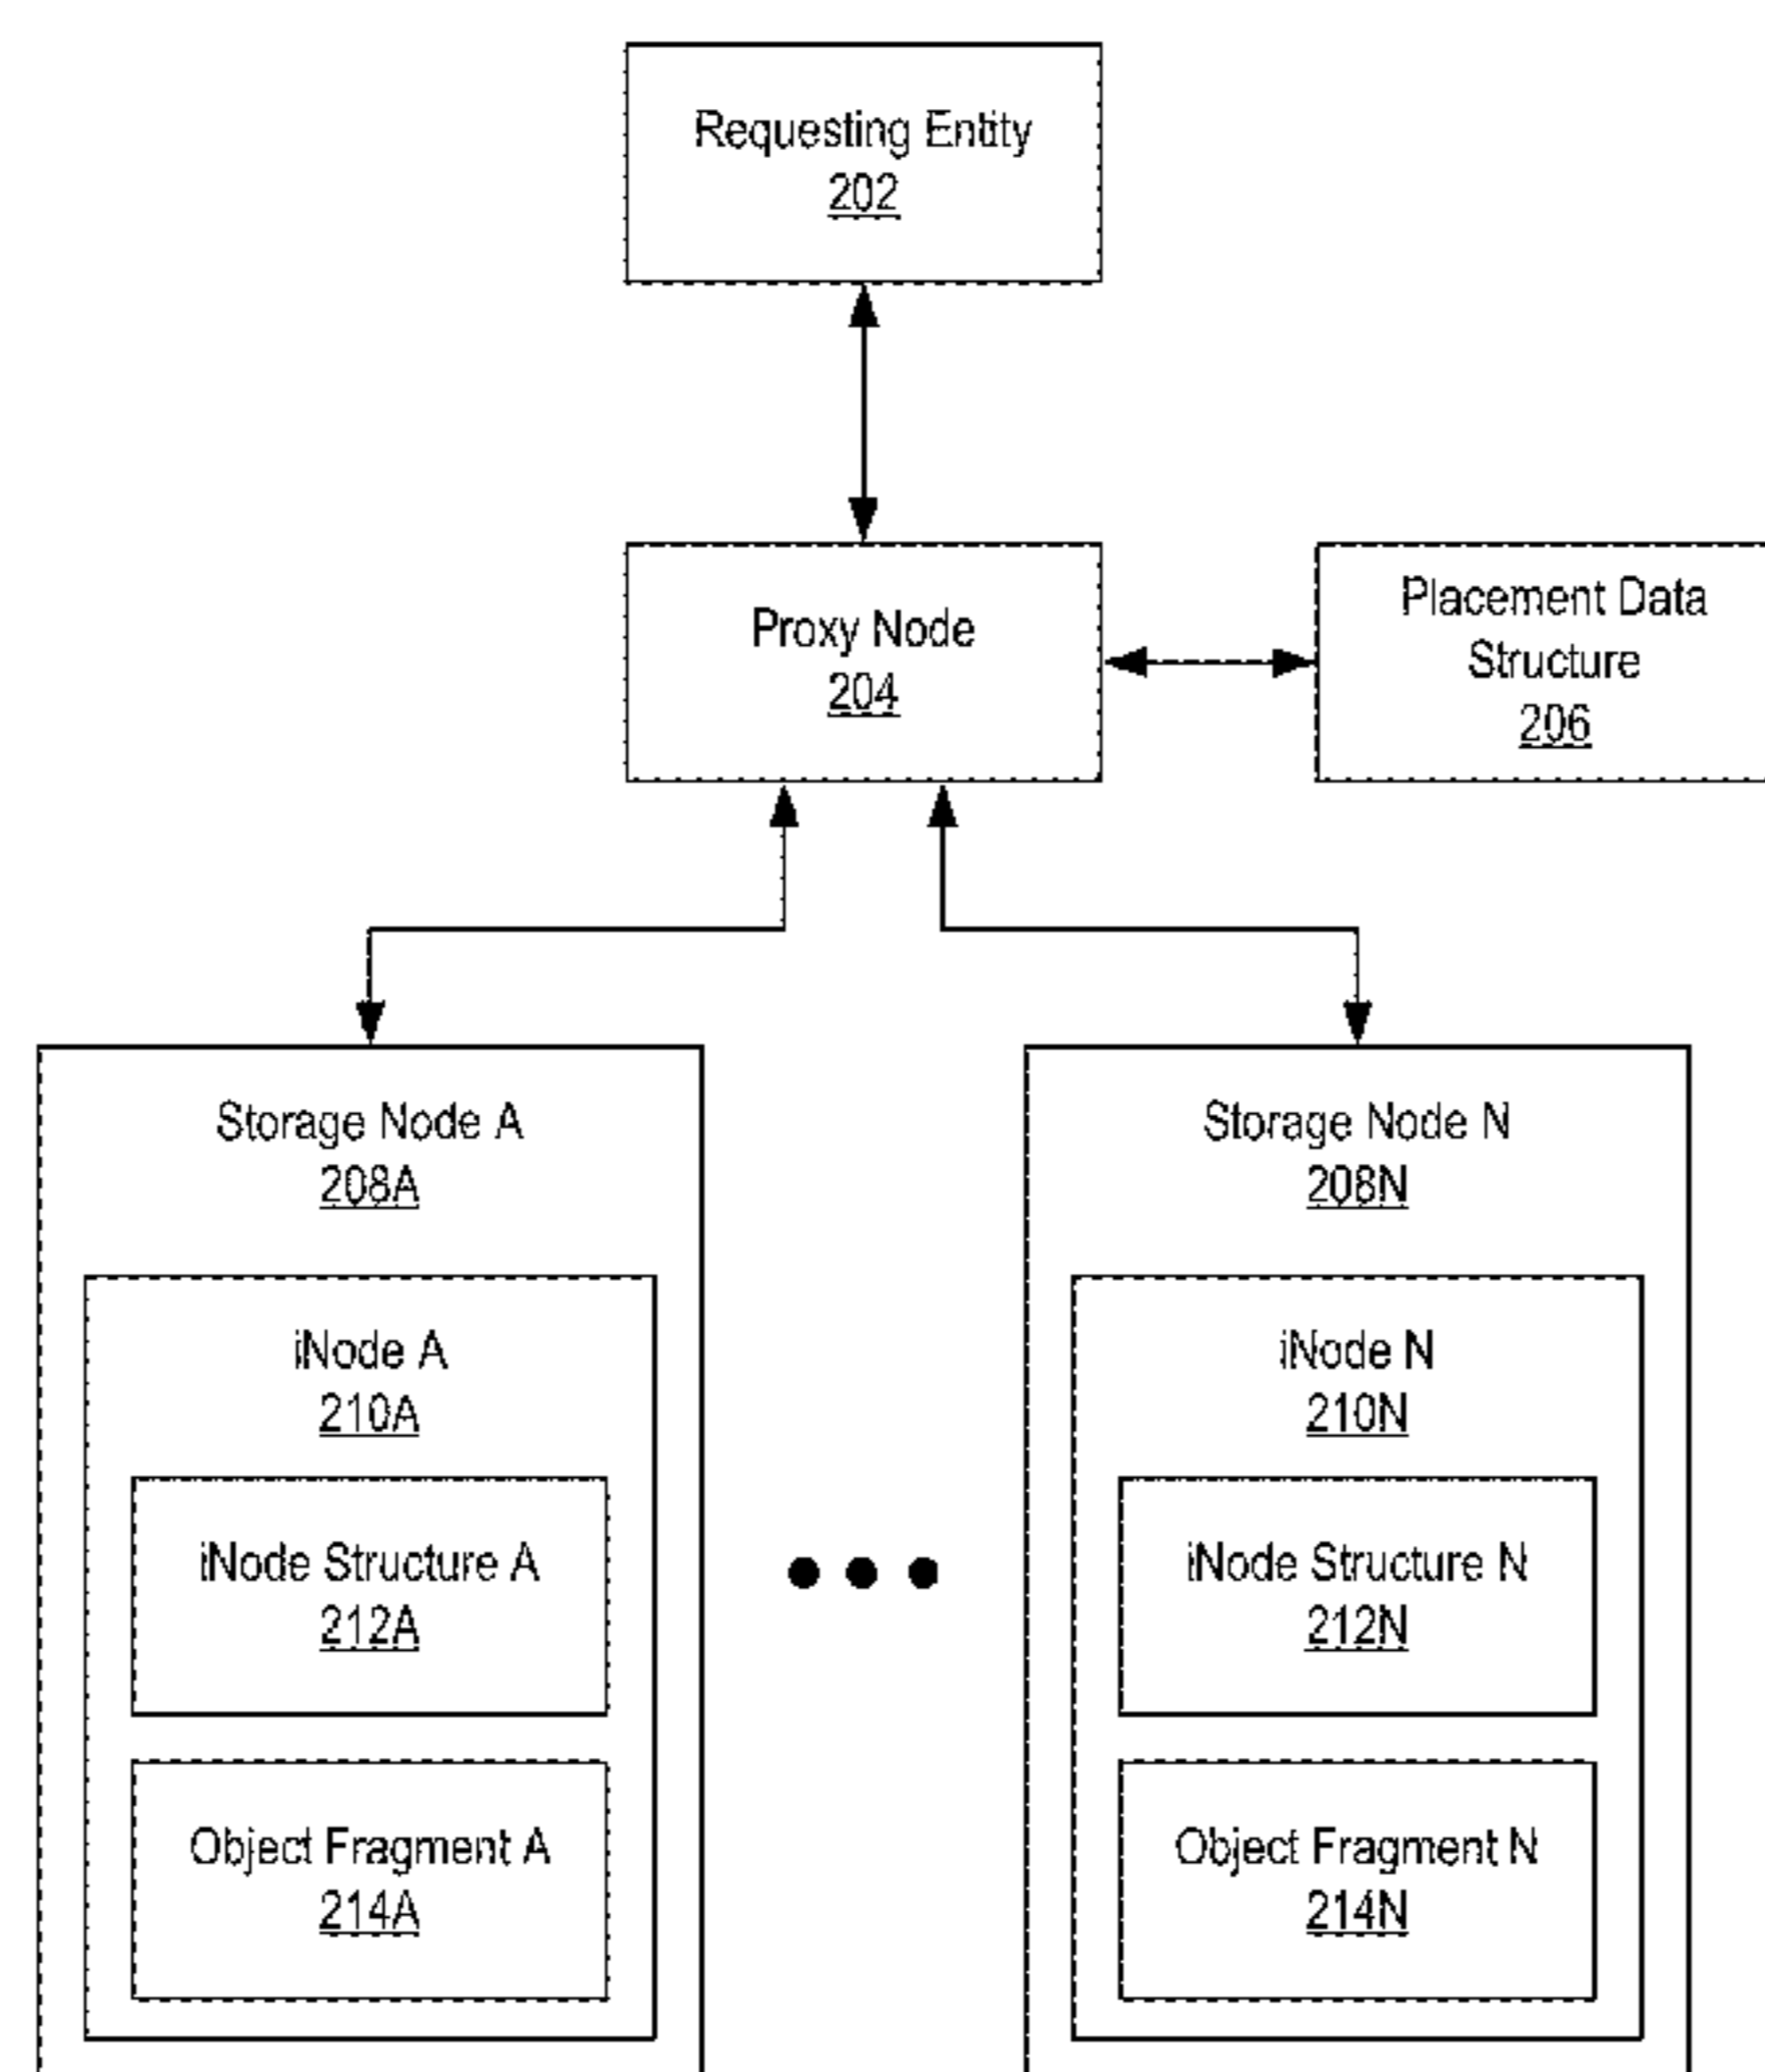 Requesting Entity
202
Proxy Node
204
Placement Data
Structure
206
Storage Node A
208A
iNode A
210A
iNode Structure A
212A
Object Fragment A
214A
Storage Node N
208N
iNode N
210N
iNode Structure N
212N
Object Fragment N
214N